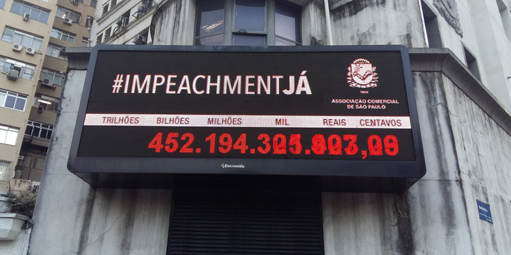 #IMPEACHMENTJÁ
ASSOCIAÇÃO COMERCIAL
DE SÃO PAULO
TRILHÕES BILHÕES MILHÕES MIL REAIS CENTAVOS
452.194.3